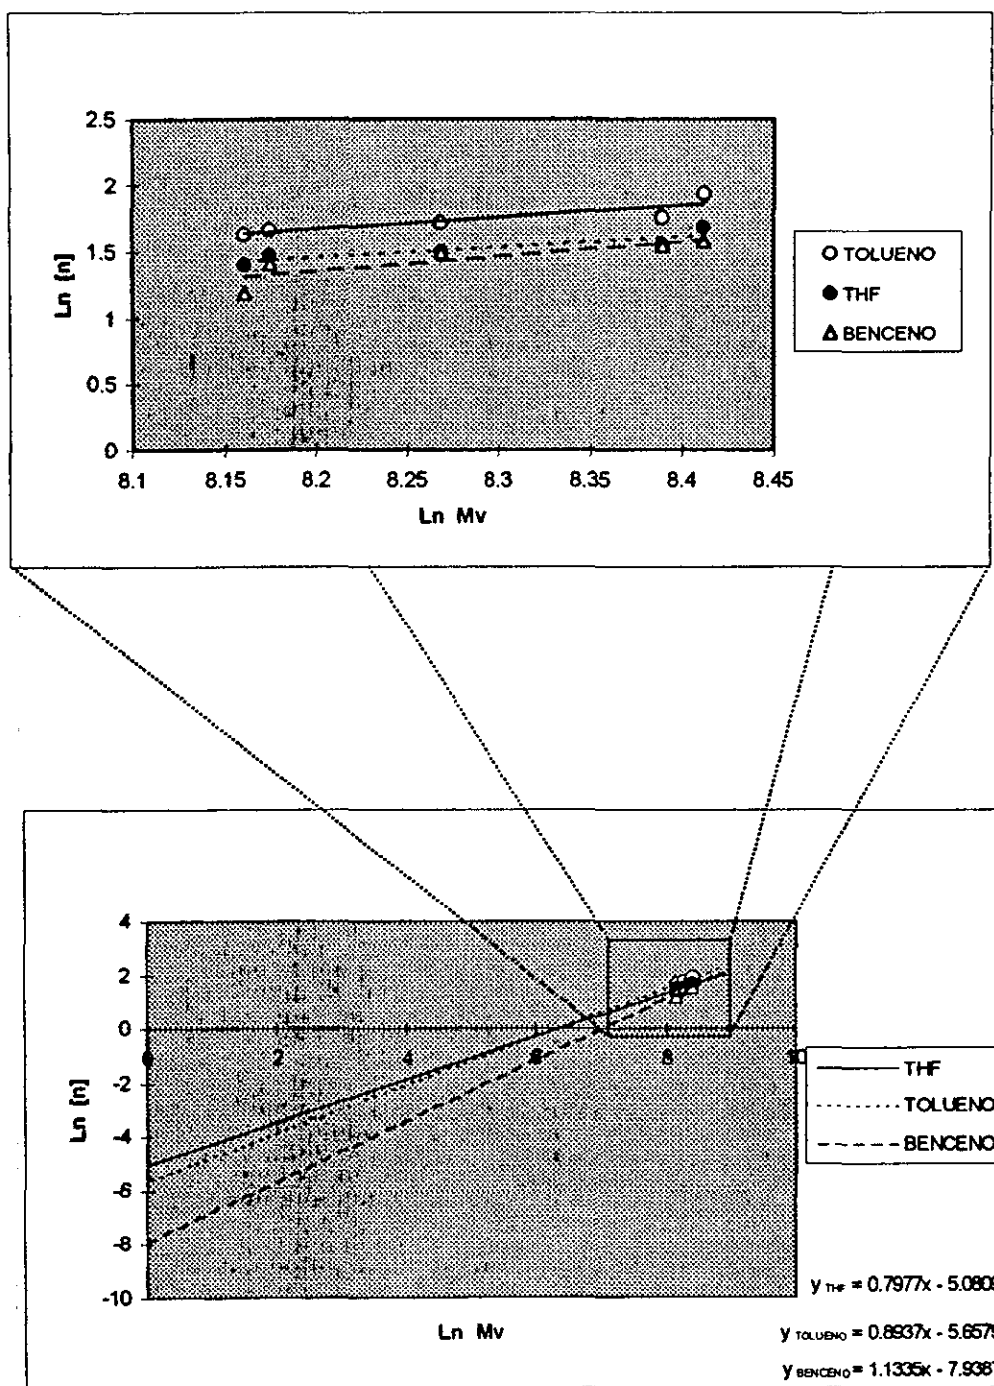 2.5
2
1.5
1
0.5
0
Ln [n]
8.1 8.15 8.2 8.25 8.3 8.35 8.4 8.45
Ln Mv
TOLUENO
THF
BENCENO
4
2
0
-2
-4
-6
-8
-10
Ln [n]
0 2 4 6 8 10
Ln Mv
THF
TOLUENO
BENCENO
y THF = 0.7977x - 5.080
y TOLUENO = 0.8937x - 5.657
y BENCENO = 1.1335x - 7.938